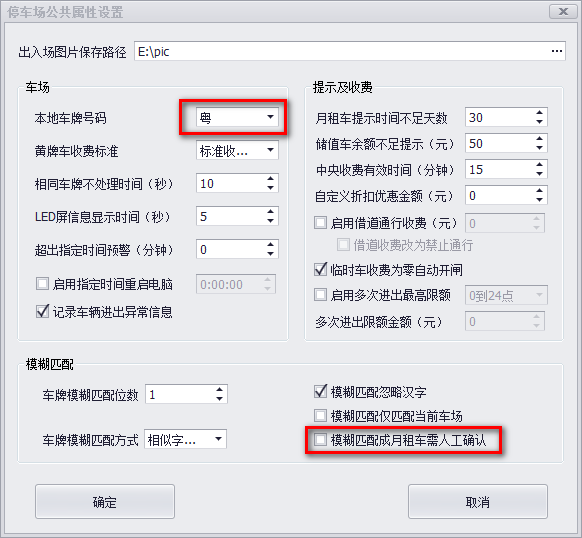 停车场公共属性设置
出入场图片保存路径 E:\pic ...
车场
本地车牌号码 粤
黄牌车收费标准 标准收...
相同车牌不处理时间（秒） 10
LED屏信息显示时间（秒） 5
超出指定时间预警（分钟） 0
启用指定时间重启电脑 0:00:00
记录车辆进出异常信息
提示及收费
月租车提示时间不足天数 30
储值车余额不足提示（元） 50
中央收费有效时间（分钟） 15
自定义折扣优惠金额（元） 0
启用借道通行收费（元） 0
借道收费改为禁止通行
临时车收费为零自动开闸
启用多次进出最高限额 0到24点
多次进出限额金额（元） 0
模糊匹配
车牌模糊匹配位数 1
车牌模糊匹配方式 相似字...
模糊匹配忽略汉字
模糊匹配仅匹配当前车场
模糊匹配成月租车需人工确认
确定
取消